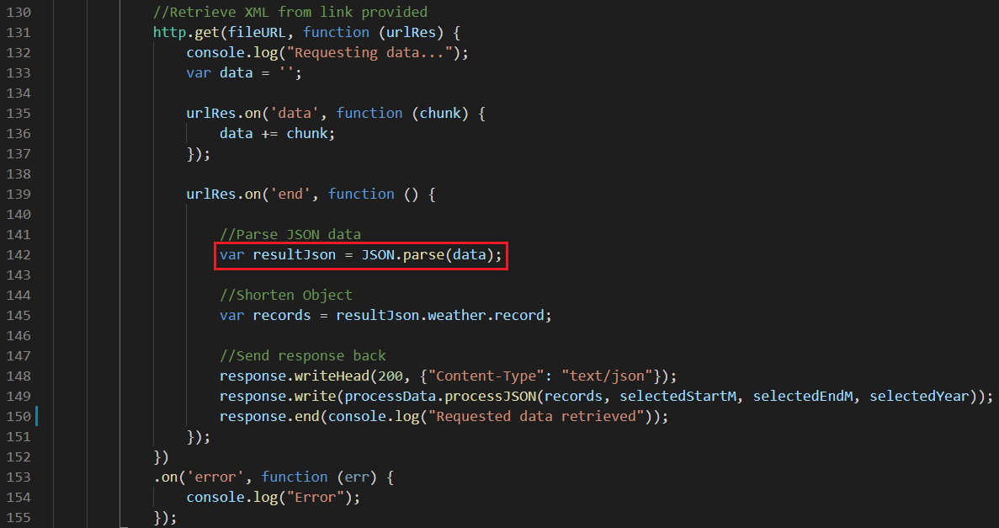 130 //Retrieve XML from link provided
131 http.get(fileURL, function (urlRes) {
132 console.log("Requesting data...");
133 var data = '';
134
135 urlRes.on('data', function (chunk) {
136 data += chunk;
137 });
138
139 urlRes.on('end', function () {
140
141 //Parse JSON data
142 var resultJson = JSON.parse(data);
143
144 //Shorten Object
145 var records = resultJson.weather.record;
146
147 //Send response back
148 response.writeHead(200, {"Content-Type": "text/json"});
149 response.write(processData.processJSON(records, selectedStartM, selectedEndM, selectedYear));
150 response.end(console.log("Requested data retrieved"));
151 });
152 })
153 .on('error', function (err) {
154 console.log("Error");
155 });